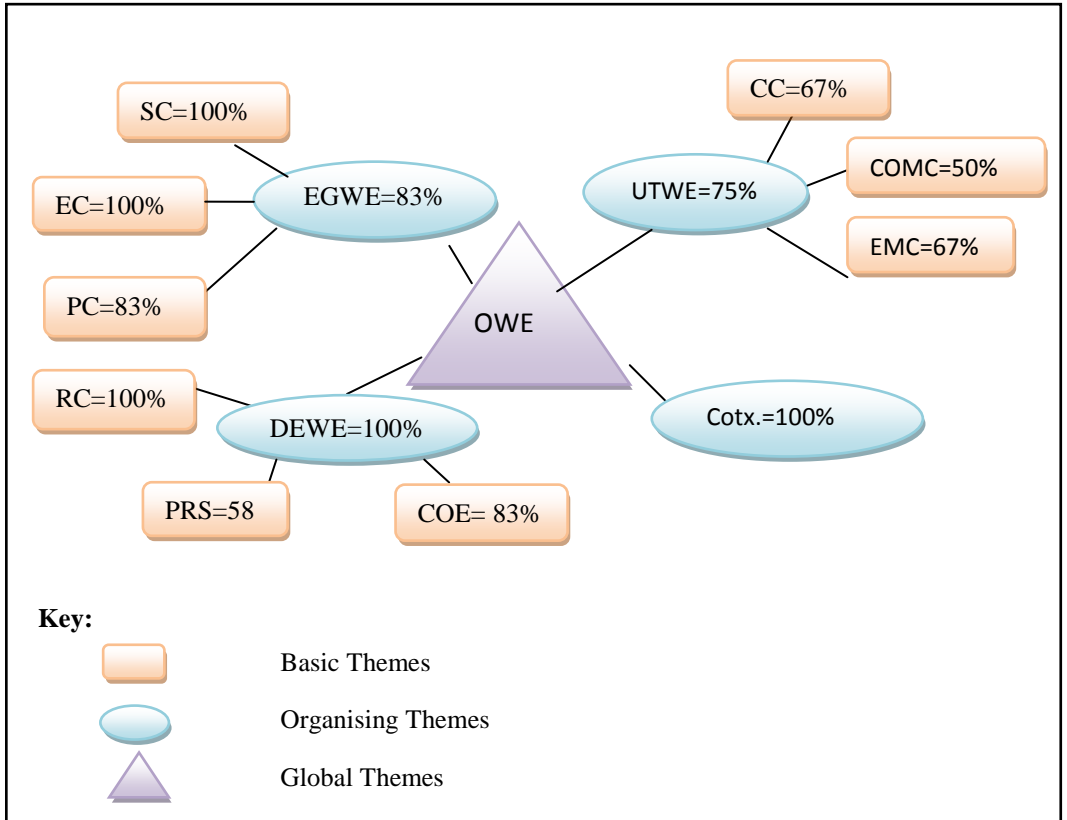 CC=67%
SC=100%
COMC=50%
EGWE=83%
UTWE=75%
EC=100%
EMC=67%
PC=83%
OWE
RC=100%
Cotx.=100%
DEWE=100%
PRS=58
COE= 83%
Key:
Basic Themes
Organising Themes
Global Themes